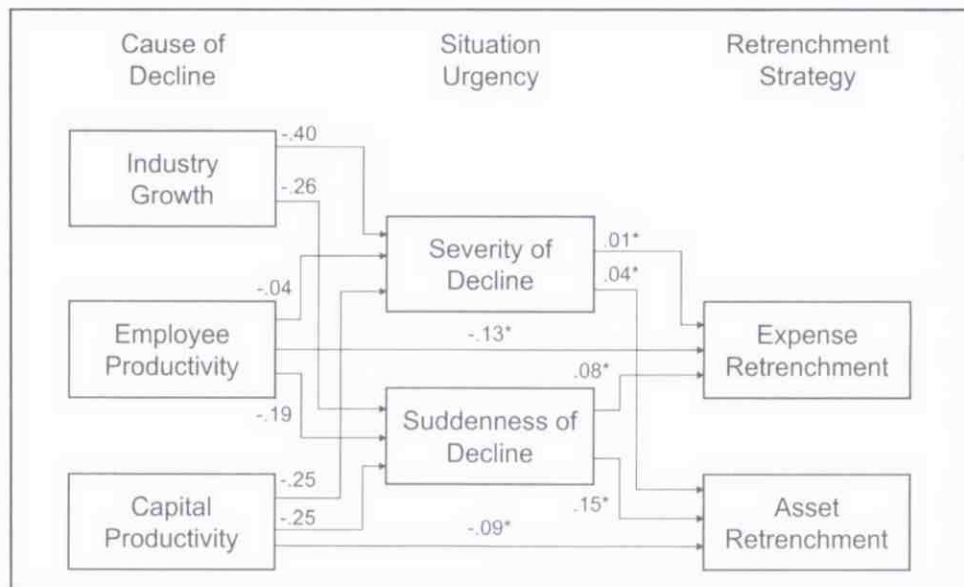 Cause of
Decline
Situation
Urgency
Retrenchment
Strategy
Industry
Growth
-.40
-.26
Severity of
Decline
.01*
.04*
Employee
Productivity
-.04
-.13*
-.19
Expense
Retrenchment
Suddenness of
Decline
.08*
.15*
Capital
Productivity
-.25
-.25
-.09*
Asset
Retrenchment